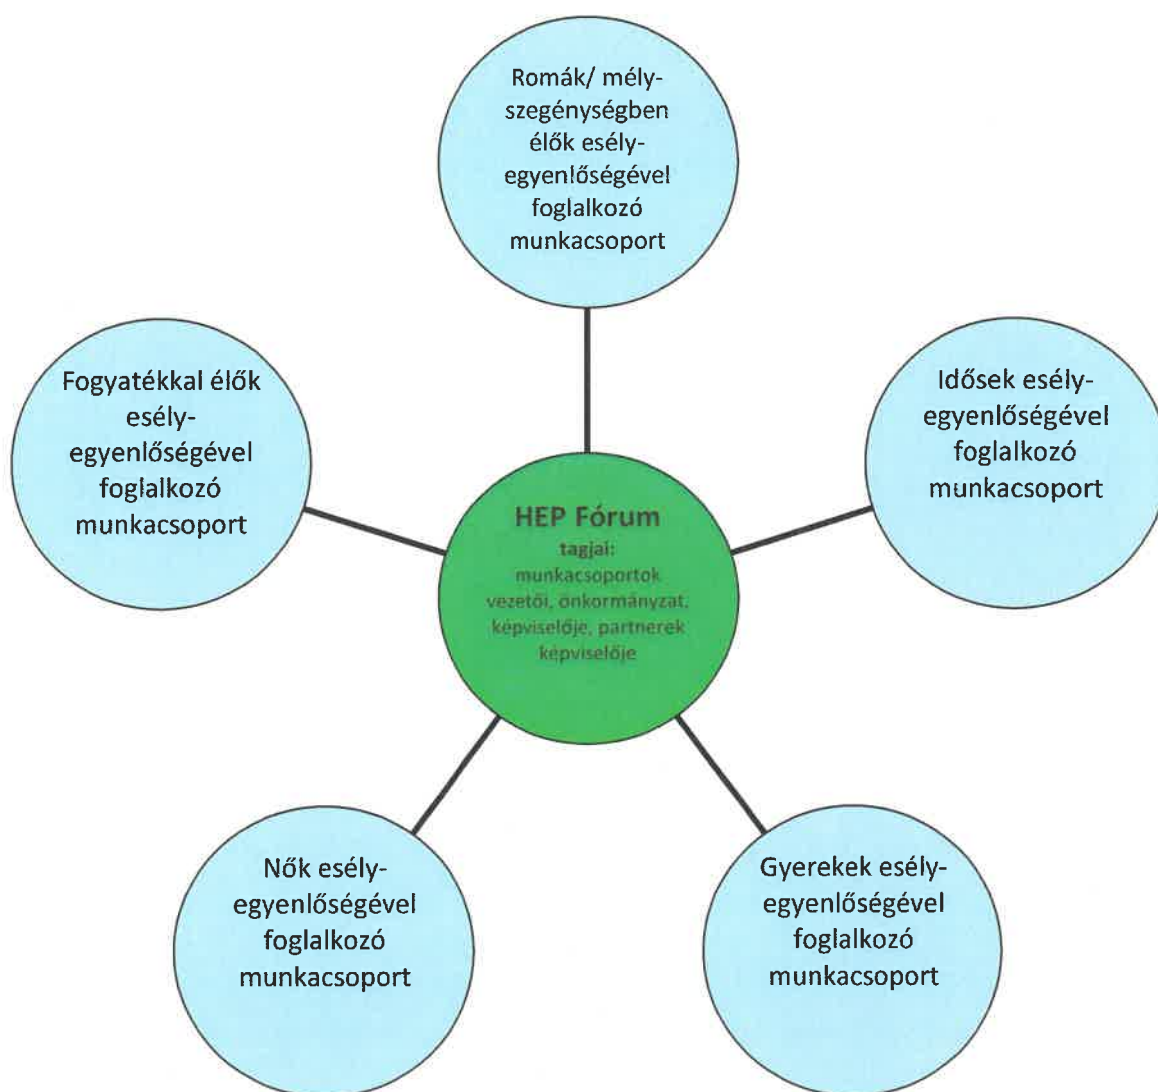 Romák/ mély-
szegénységben
élők esély-
egyenlőségével
foglalkozó
munkacsoport
Fogyatékkal élők
esély-
egyenlőségével
foglalkozó
munkacsoport
Idősek esély-
egyenlőségével
foglalkozó
munkacsoport
HEP Fórum
tagjai:
munkacsoportok
vezetői, önkormányzat,
képviselője, partnerek
képviselője
Nők esély-
egyenlőségével
foglalkozó
munkacsoport
Gyerekek esély-
egyenlőségével
foglalkozó
munkacsoport